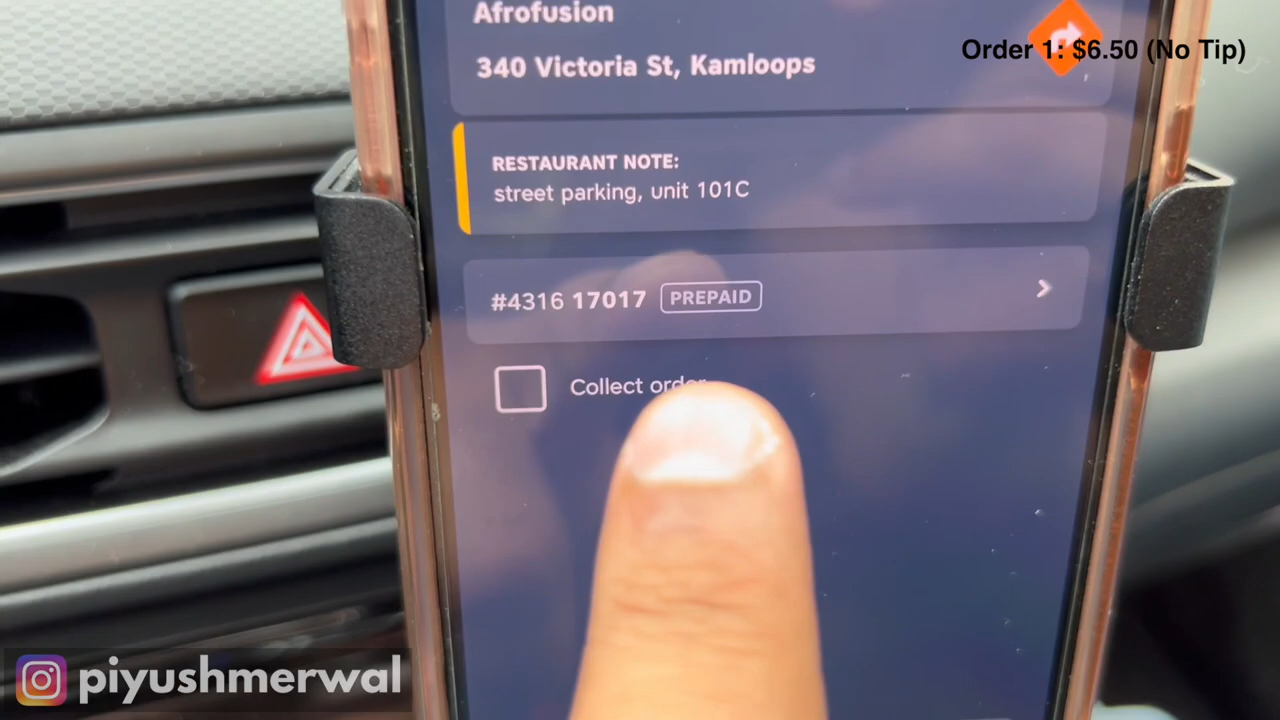 Afrofusion
Order 1: $6.50 (No Tip)
340 Victoria St, Kamloops
RESTAURANT NOTE:
street parking, unit 101C
#4316 17017 PREPAID
Collect order
piyushmerwal